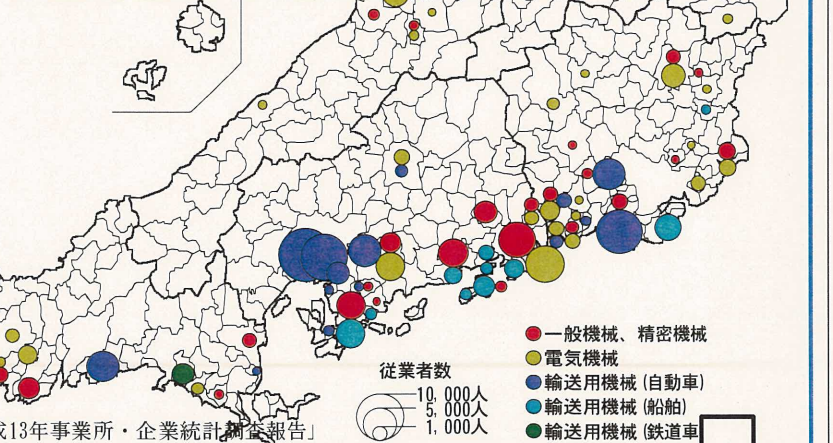 一般機械、精密機械
電気機械
輸送用機械(自動車)
輸送用機械(船舶)
輸送用機械(鉄道車
従業者数
10,000人
5,000人
1,000人
13年事業所・企業統計調査報告」